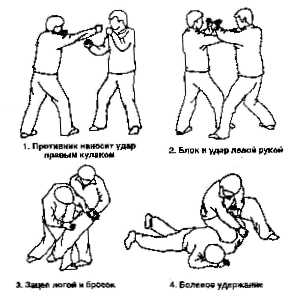 1. Противник наносит удар
правым кулаком
2. Блок и удар левой рукой
3. Зацеп ногой и бросок
4. Болевое удержание